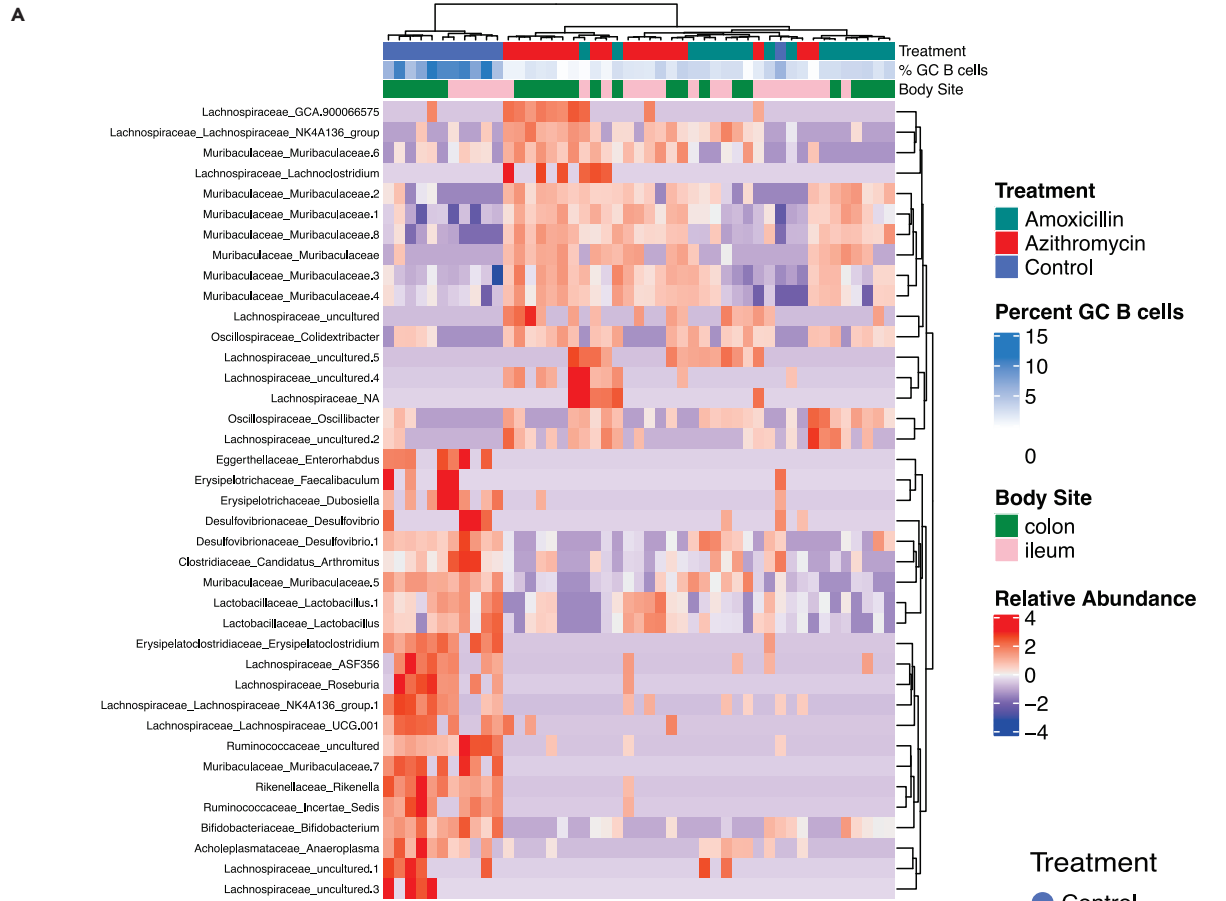 A
Treatment
% GC B cells
Body Site
Lachnospiraceae_GCA.900066575
Lachnospiraceae_Lachnospiraceae_NK4A136_group
Muribaculaceae_Muribaculaceae.6
Lachnospiraceae_Lachnoclostridium
Muribaculaceae_Muribaculaceae.2
Muribaculaceae_Muribaculaceae.1
Muribaculaceae_Muribaculaceae.8
Muribaculaceae_Muribaculaceae
Muribaculaceae_Muribaculaceae.3
Muribaculaceae_Muribaculaceae.4
Lachnospiraceae_uncultured
Oscillospiraceae_Colidextribacter
Lachnospiraceae_uncultured.5
Lachnospiraceae_uncultured.4
Lachnospiraceae_NA
Oscillospiraceae_Oscillibacter
Lachnospiraceae_uncultured.2
Eggerthellaceae_Enterorhabdus
Erysipelotrichaceae_Faecalibaculum
Erysipelotrichaceae_Dubosiella
Desulfovibrionaceae_Desulfovibrio
Desulfovibrionaceae_Desulfovibrio.1
Clostridiaceae_Candidatus_Arthromitus
Muribaculaceae_Muribaculaceae.5
Lactobacillaceae_Lactobacillus.1
Lactobacillaceae_Lactobacillus
Erysipelatoclostridiaceae_Erysipelatoclostridium
Lachnospiraceae_ASF356
Lachnospiraceae_Roseburia
Lachnospiraceae_Lachnospiraceae_NK4A136_group.1
Lachnospiraceae_Lachnospiraceae_UCG.001
Ruminococcaceae_uncultured
Muribaculaceae_Muribaculaceae.7
Rikenellaceae_Rikenella
Ruminococcaceae_Incertae_Sedis
Bifidobacteriaceae_Bifidobacterium
Acholeplasmataceae_Anaeroplasma
Lachnospiraceae_uncultured.1
Lachnospiraceae_uncultured.3
Treatment
Amoxicillin
Azithromycin
Control
Percent GC B cells
15
10
5
0
Body Site
colon
ileum
Relative Abundance
4
2
0
−2
−4
Treatment
Control